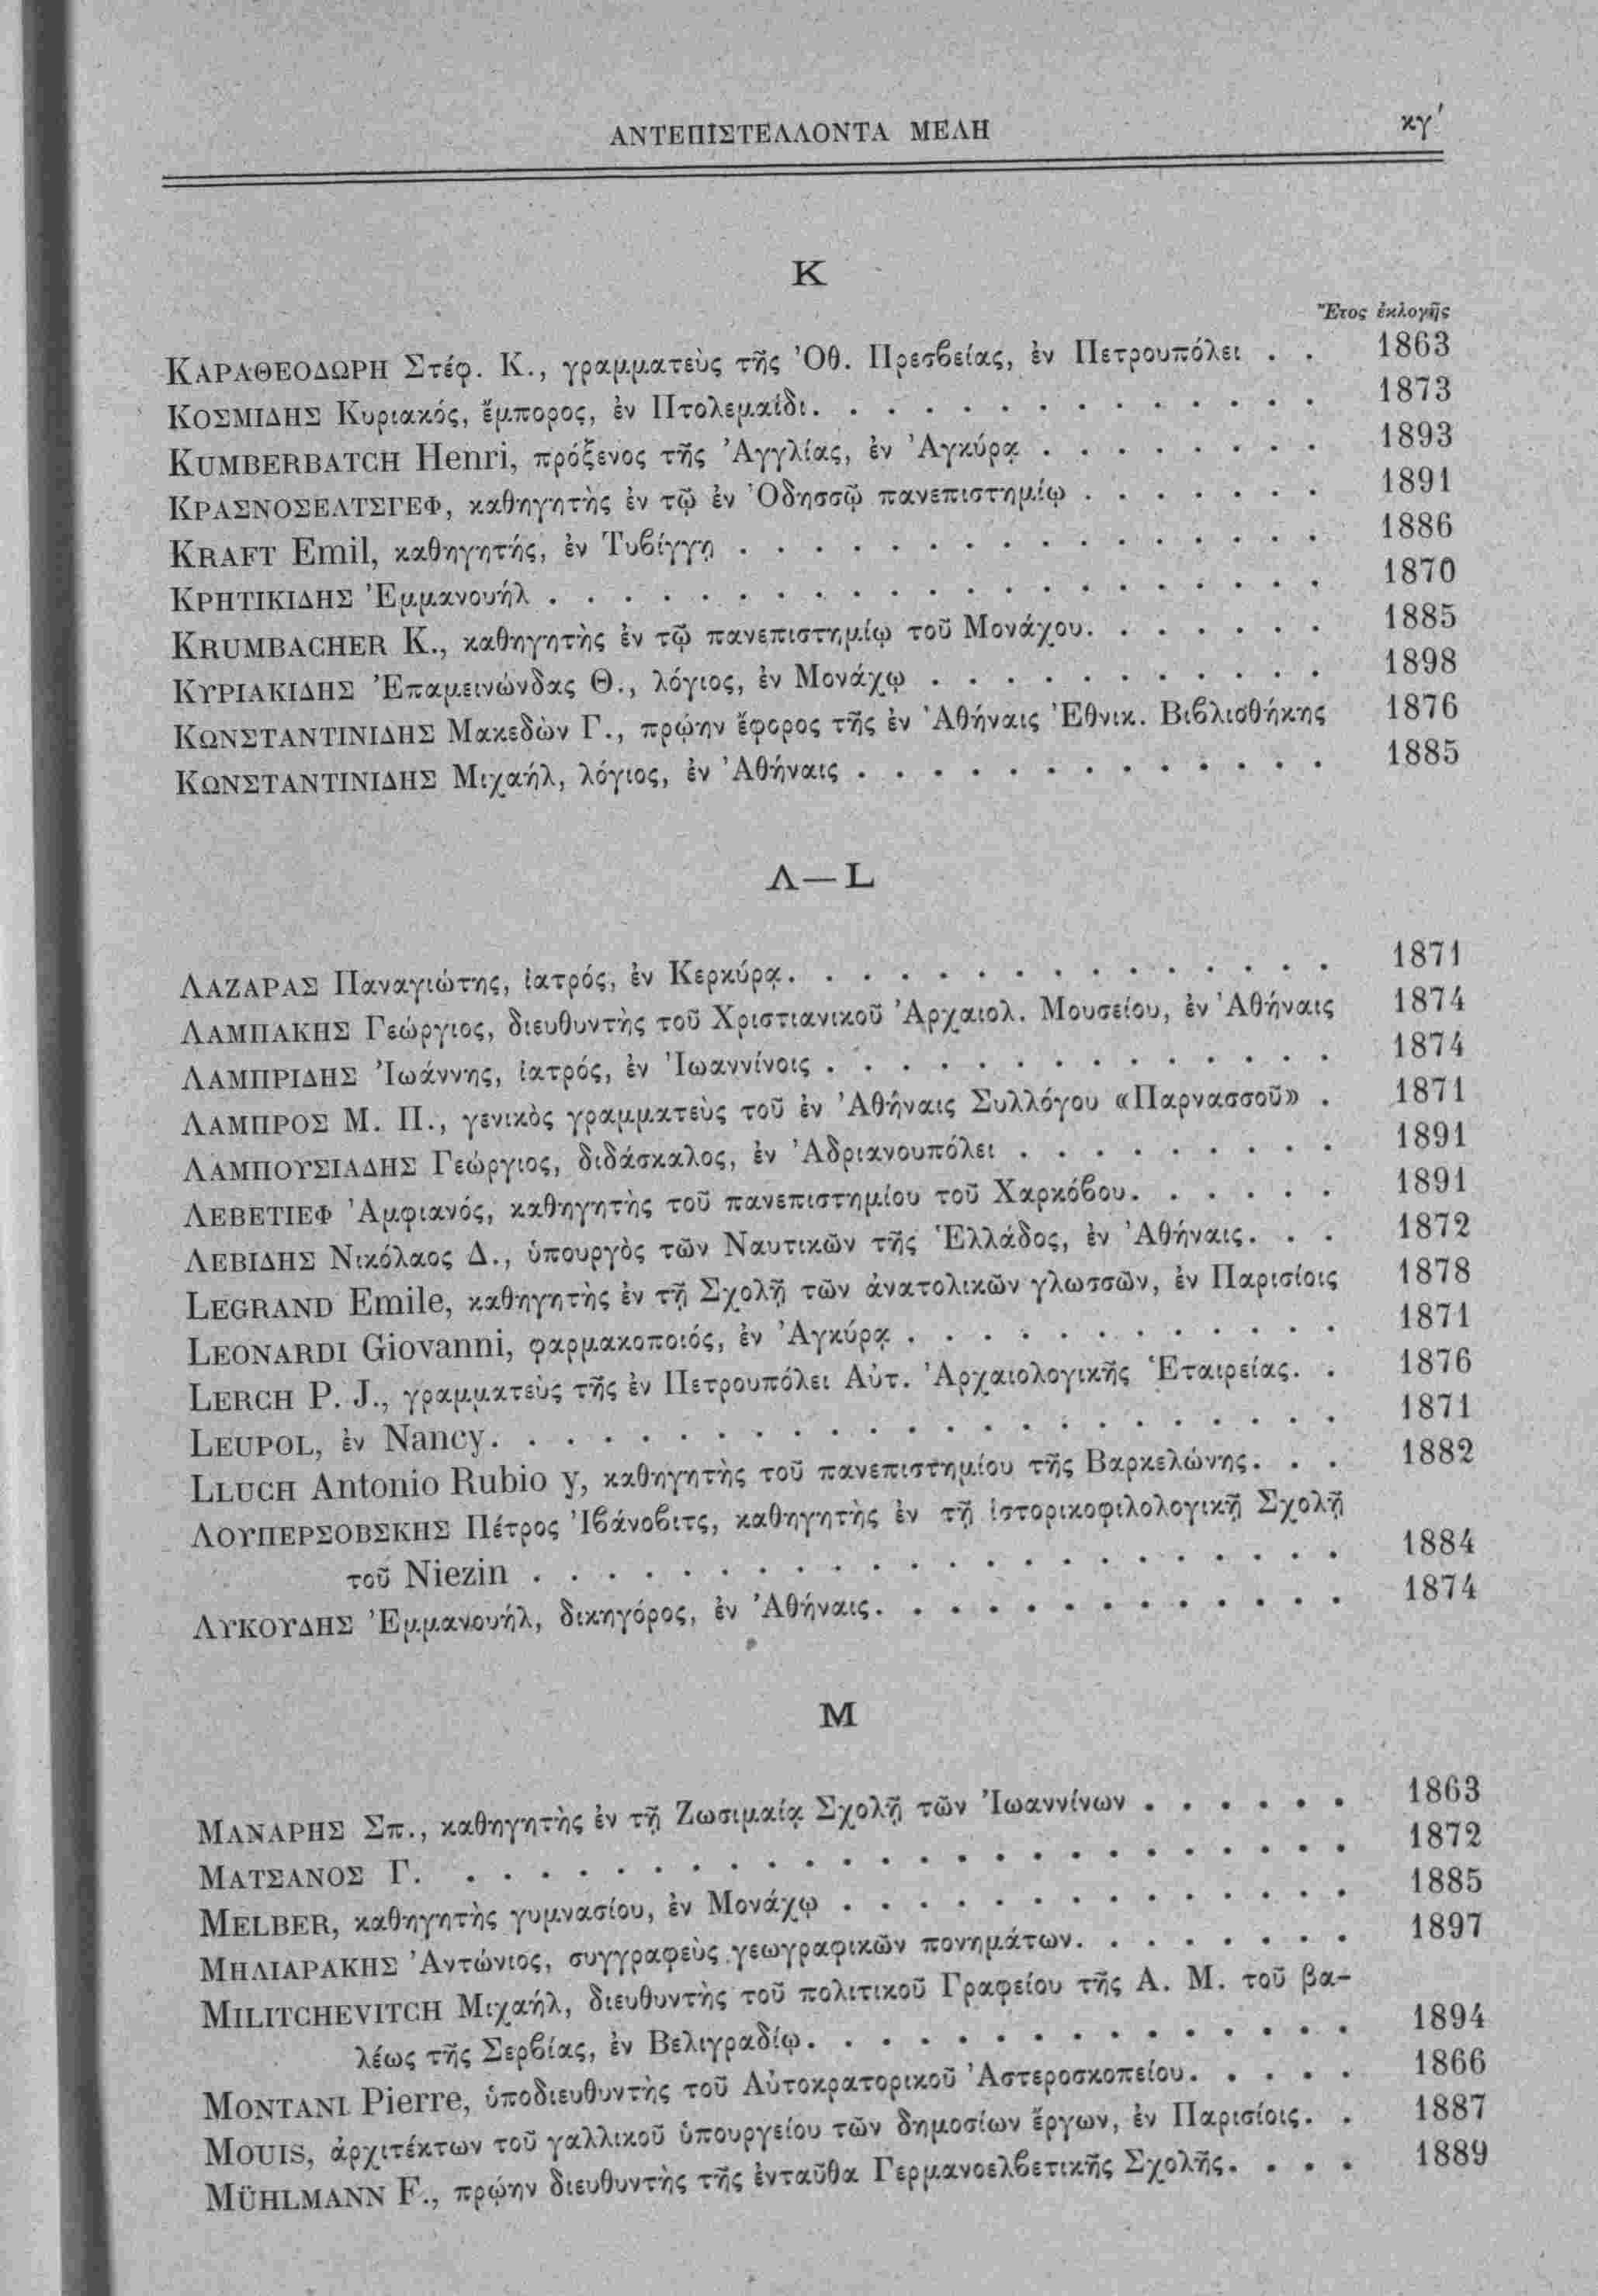 ΑΝΤΕΠΙΣΤΕΛΛΟΝΤΑ ΜΕΛΗ κγ'
Κ
Ἔτος ἐκλογῆς
ΚΑΡΑΘΕΟΔΩΡΗ Στέφ. Κ., γραμματεὺς τῆς Ὀθ. Πρεσβείας, ἐν Πετρουπόλει . . 1863
ΚΟΣΜΙΔΗΣ Κυριακός, ἔμπορος, ἐν Πτολεμαΐδι. . . . . . . . . . . . . . 1873
KUMBERBATCH Henri, πρόξενος τῆς Ἀγγλίας, ἐν Ἀγκύρᾳ . . . . . . . . 1893
ΚΡΑΣΝΟΣΕΛΤΣΓΕΦ, καθηγητὴς ἐν τῷ ἐν Ὀδησσῷ πανεπιστημίῳ . . . . . . . 1891
KRAFT Emil, καθηγητής, ἐν Τυβίγγῃ . . . . . . . . . . . . . . . . 1886
ΚΡΗΤΙΚΙΔΗΣ Ἐμμανουήλ . . . . . . . . . . . . . . . . . . . . . 1870
KRUMBACHER K., καθηγητὴς ἐν τῷ πανεπιστημίῳ τοῦ Μονάχου. . . . . . . 1885
ΚΥΡΙΑΚΙΔΗΣ Ἐπαμεινώνδας Θ., λόγιος, ἐν Μονάχῳ . . . . . . . . . . . 1898
ΚΩΝΣΤΑΝΤΙΝΙΔΗΣ Μακεδὼν Γ., πρῴην ἔφορος τῆς ἐν Ἀθήναις Ἐθνικ. Βιβλιοθήκης 1876
ΚΩΝΣΤΑΝΤΙΝΙΔΗΣ Μιχαήλ, λόγιος, ἐν Ἀθήναις . . . . . . . . . . . . . 1885
Λ—L
ΛΑΖΑΡΑΣ Παναγιώτης, ἰατρός, ἐν Κερκύρᾳ. . . . . . . . . . . . . . . 1871
ΛΑΜΠΑΚΗΣ Γεώργιος, διευθυντὴς τοῦ Χριστιανικοῦ Ἀρχαιολ. Μουσείου, ἐν Ἀθήναις 1874
ΛΑΜΠΡΙΔΗΣ Ἰωάννης, ἰατρός, ἐν Ἰωαννίνοις . . . . . . . . . . . . . . 1874
ΛΑΜΠΡΟΣ Μ. Π., γενικὸς γραμματεὺς τοῦ ἐν Ἀθήναις Συλλόγου «Παρνασσοῦ» . 1871
ΛΑΜΠΟΥΣΙΑΔΗΣ Γεώργιος, διδάσκαλος, ἐν Ἀδριανουπόλει . . . . . . . . . 1891
ΛΕΒΕΤΙΕΦ Ἀμφιανός, καθηγητὴς τοῦ πανεπιστημίου τοῦ Χαρκόβου. . . . . . 1891
ΛΕΒΙΔΗΣ Νικόλαος Δ., ὑπουργὸς τῶν Ναυτικῶν τῆς Ἑλλάδος, ἐν Ἀθήναις. . . 1872
LEGRAND Emile, καθηγητὴς ἐν τῇ Σχολῇ τῶν ἀνατολικῶν γλωσσῶν, ἐν Παρισίοις 1878
LEONARDI Giovanni, φαρμακοποιός, ἐν Ἀγκύρᾳ . . . . . . . . . . . . 1871
LERCH P. J., γραμματεὺς τῆς ἐν Πετρουπόλει Αὐτ. Ἀρχαιολογικῆς Ἑταιρείας. . 1876
LEUPOL, ἐν Nancy. . . . . . . . . . . . . . . . . . . . . . . 1871
LLUCH Antonio Rubio y, καθηγητὴς τοῦ πανεπιστημίου τῆς Βαρκελώνης. . . 1882
ΛΟΥΠΕΡΣΟΒΣΚΗΣ Πέτρος Ἰβάνοβιτς, καθηγητὴς ἐν τῇ ἱστορικοφιλολογικῇ Σχολῇ
τοῦ Niezin . . . . . . . . . . . . . . . . . . . . . . 1884
ΛΥΚΟΥΔΗΣ Ἐμμανουήλ, δικηγόρος, ἐν Ἀθήναις. . . . . . . . . . . . . 1874
Μ
ΜΑΝΑΡΗΣ Σπ., καθηγητὴς ἐν τῇ Ζωσιμαίᾳ Σχολῇ τῶν Ἰωαννίνων . . . . . . 1863
ΜΑΤΣΑΝΟΣ Γ. . . . . . . . . . . . . . . . . . . . . . . . . 1872
MELBER, καθηγητὴς γυμνασίου, ἐν Μονάχῳ . . . . . . . . . . . . . . 1885
ΜΗΛΙΑΡΑΚΗΣ Ἀντώνιος, συγγραφεὺς γεωγραφικῶν πονημάτων. . . . . . . . 1897
MILITCHEVITCH Μιχαήλ, διευθυντὴς τοῦ πολιτικοῦ Γραφείου τῆς Α. Μ. τοῦ βα-
λέως τῆς Σερβίας, ἐν Βελιγραδίῳ. . . . . . . . . . . . . . . 1894
MONTANI Pierre, ὑποδιευθυντὴς τοῦ Αὐτοκρατορικοῦ Ἀστεροσκοπείου. . . . . 1866
MOUIS, ἀρχιτέκτων τοῦ γαλλικοῦ ὑπουργείου τῶν δημοσίων ἔργων, ἐν Παρισίοις. . 1887
MÜHLMANN F., πρῴην διευθυντὴς τῆς ἐνταῦθα Γερμανοελβετικῆς Σχολῆς. . . . 1889